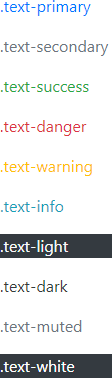 .text-primary
.text-secondary
.text-success
.text-danger
.text-warning
.text-info
.text-light
.text-dark
.text-muted
.text-white